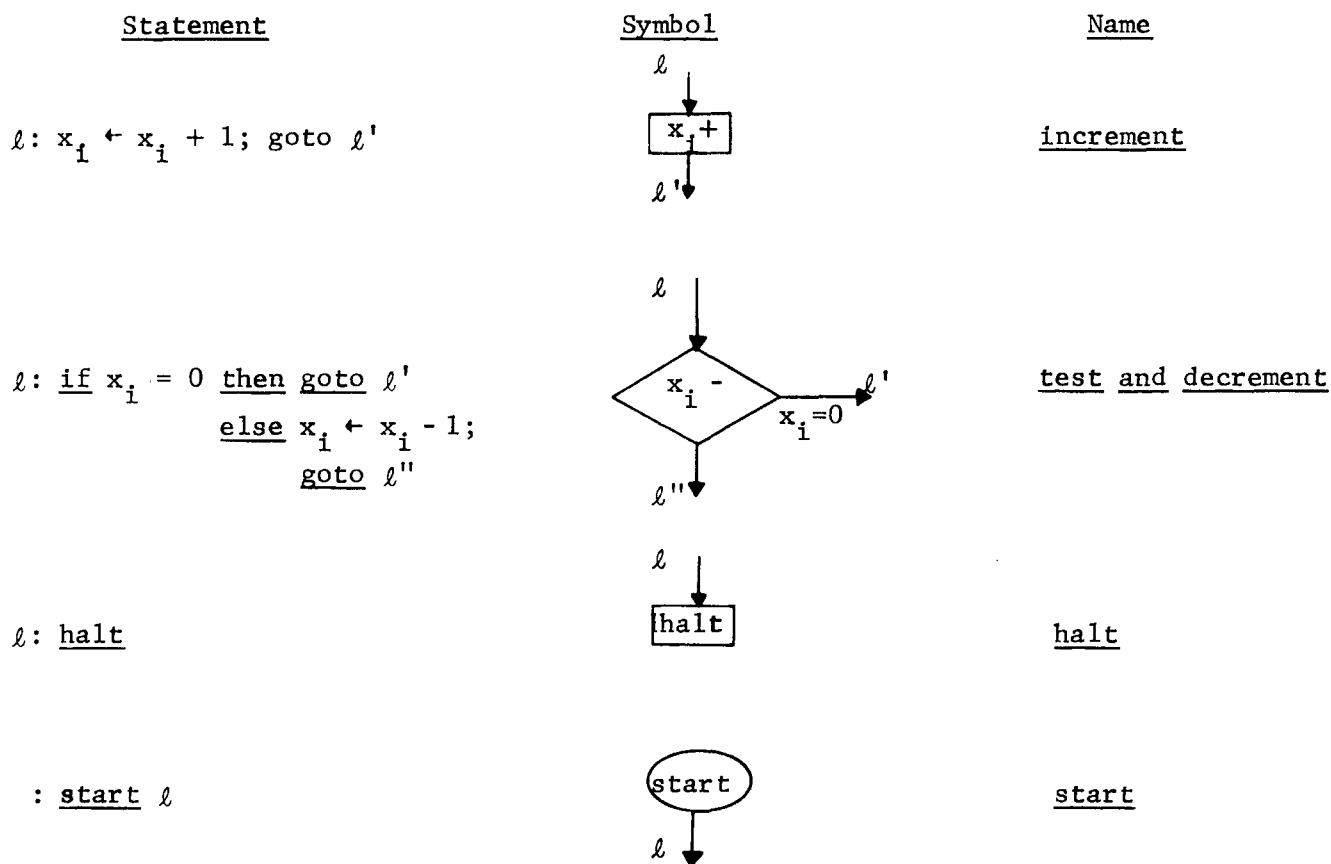 Statement Symbol Name
ℓ
ℓ: x_i ← x_i + 1; goto ℓ' x_i+ increment
ℓ'
ℓ
ℓ: if x_i = 0 then goto ℓ' x_i - ℓ' test and decrement
else x_i ← x_i - 1; x_i=0
goto ℓ"
ℓ"
ℓ
ℓ: halt halt halt
: start ℓ start start
ℓ